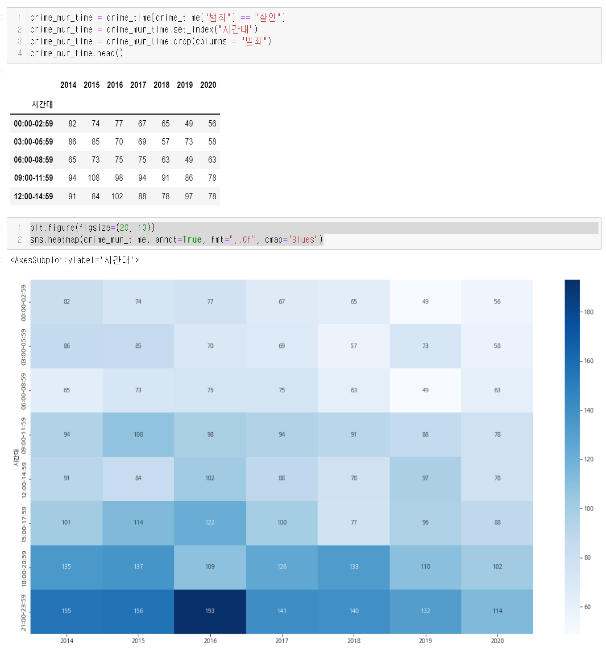 1 crime_mur_time = crime_time[crime_time["범죄"] == "살인"]
2 crime_mur_time = crime_mur_time.set_index("시간대")
3 crime_mur_time = crime_mur_time.drop(columns = "범죄")
4 crime_mur_time.head()
2014 2015 2016 2017 2018 2019 2020
시간대
00:00-02:59 82 74 77 67 65 49 56
03:00-05:59 86 85 70 69 57 73 58
06:00-08:59 65 73 75 75 63 49 63
09:00-11:59 94 108 98 94 91 86 78
12:00-14:59 91 84 102 88 78 97 78
1 plt.figure(figsize=(20, 10))
2 sns.heatmap(crime_mur_time, annot=True, fmt=",.0f", cmap='Blues')
<AxesSubplot:ylabel='시간대'>
00:00-02:59 82 74 77 67 65 49 56
03:00-05:59 86 85 70 69 57 73 58
06:00-08:59 65 73 75 75 63 49 63
09:00-11:59 94 108 98 94 91 86 78
12:00-14:59 91 84 102 88 78 97 78
15:00-17:59 101 114 122 100 77 96 88
18:00-20:59 135 137 109 126 133 110 102
21:00-23:59 155 156 193 141 140 132 114
시간대
2014 2015 2016 2017 2018 2019 2020
180
160
140
120
100
80
60